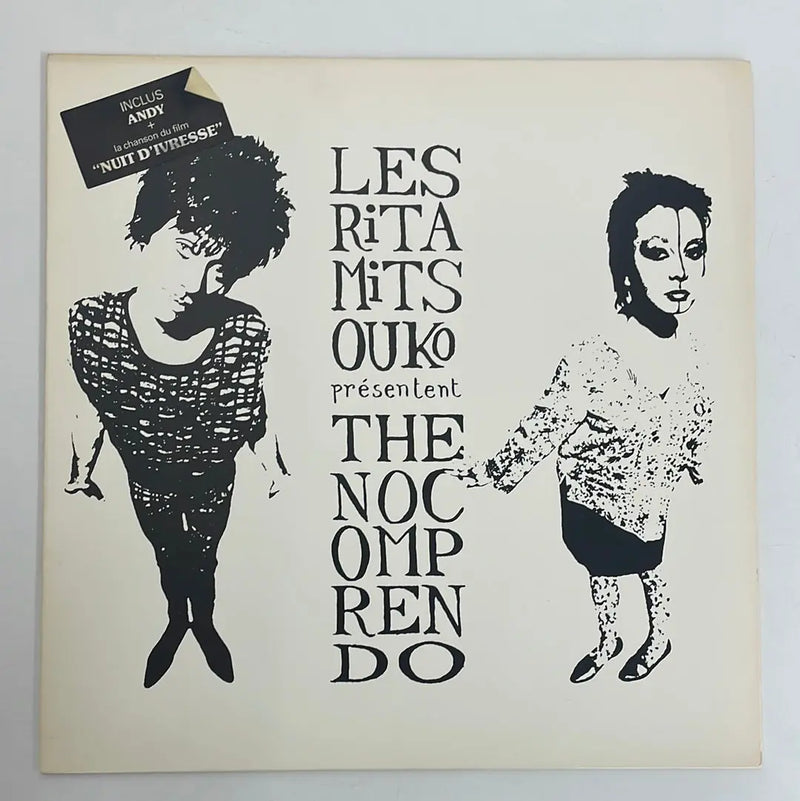 INCLUS
ANDY
+
la chanson du film
"NUIT D'IVRESSE"
LES
RiTA
MiTS
OUKO
présentent
THE
NOC
OMP
REN
DO